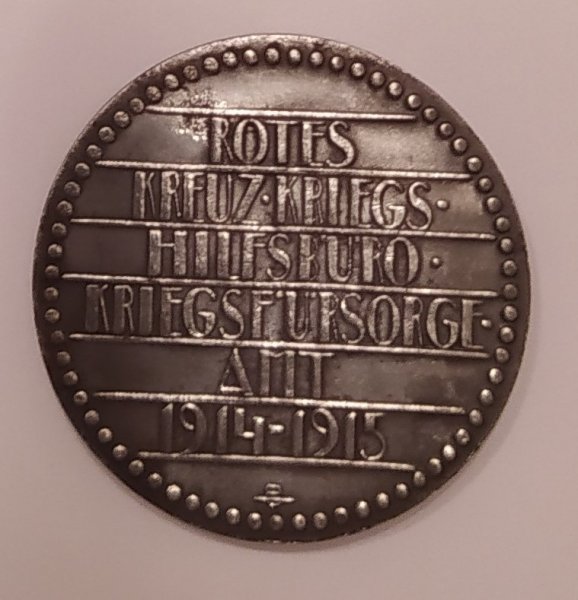 ROTES
KREUZ·KRIEGS·
HILFSBÜRO·
KRIEGSFÜRSORGE·
AMT
1914-1915